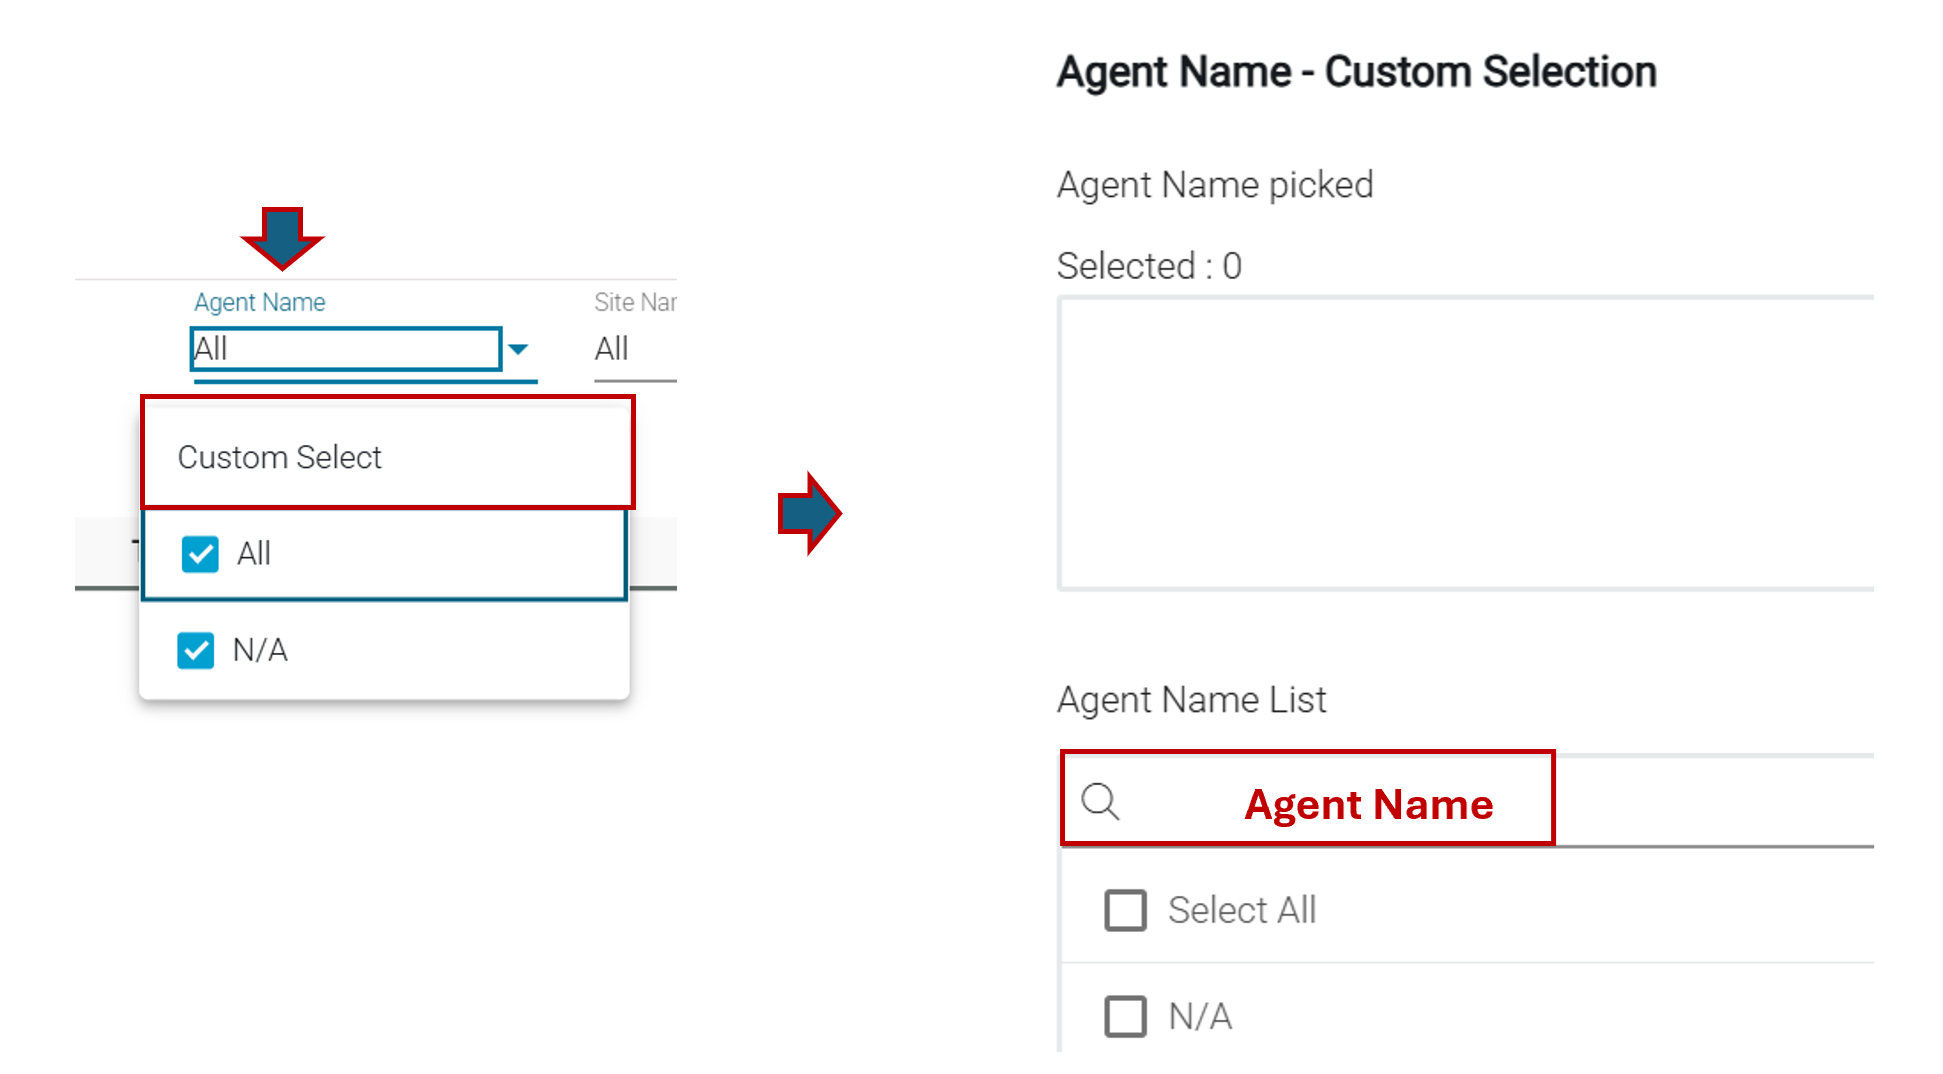 Agent Name
All
Site Nar
All
Custom Select
All
N/A
Agent Name - Custom Selection
Agent Name picked
Selected : 0
Agent Name List
Agent Name
Select All
N/A